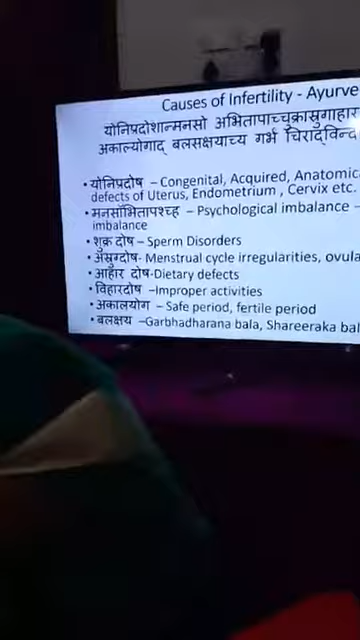 Causes of Infertility - Ayurve
योनिप्रदोशान्मनसो अभितापाच्चुक्रास्रुगाहार
अकाल्योगाद् बलसक्षयाच्य गर्भ चिराद्विन्द
• योनिप्रदोष – Congenital, Acquired, Anatomic
defects of Uterus, Endometrium , Cervix etc.
• मनसोभितापश्च्ह – Psychological imbalance –
imbalance
• शुक्र दोष – Sperm Disorders
• अस्रुग्दोष- Menstrual cycle irregularities, ovula
• आहार दोष-Dietary defects
• विहारदोष –Improper activities
• अकालयोग – Safe period, fertile period
• बलक्षय –Garbhadharana bala, Shareeraka bal